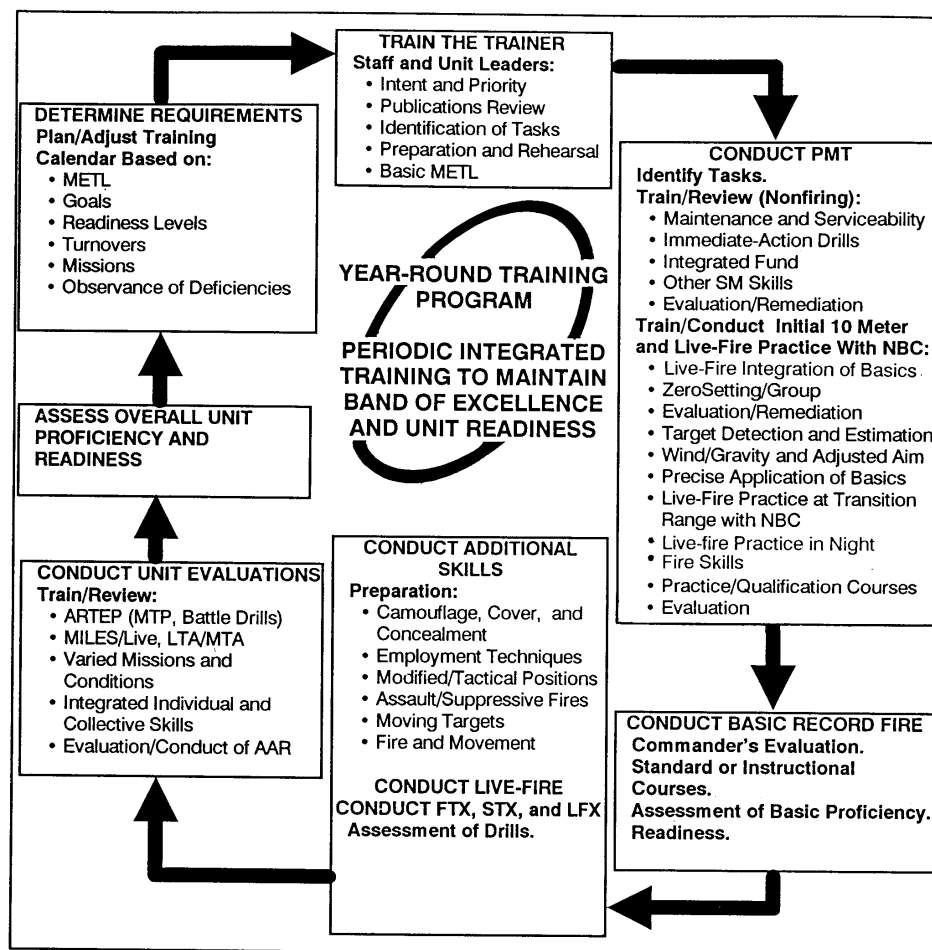 TRAIN THE TRAINER
Staff and Unit Leaders:
• Intent and Priority
• Publications Review
• Identification of Tasks
• Preparation and Rehearsal
• Basic METL
CONDUCT PMT
Identify Tasks.
Train/Review (Nonfiring):
• Maintenance and Serviceability
• Immediate-Action Drills
• Integrated Fund
• Other SM Skills
• Evaluation/Remediation
Train/Conduct Initial 10 Meter
and Live-Fire Practice With NBC:
• Live-Fire Integration of Basics
• ZeroSetting/Group
• Evaluation/Remediation
• Target Detection and Estimation
• Wind/Gravity and Adjusted Aim
• Precise Application of Basics
• Live-Fire Practice at Transition
Range with NBC
• Live-fire Practice in Night
• Fire Skills
• Practice/Qualification Courses
• Evaluation
CONDUCT BASIC RECORD FIRE
Commander's Evaluation.
Standard or Instructional
Courses.
Assessment of Basic Proficiency.
Readiness.
CONDUCT ADDITIONAL
SKILLS
Preparation:
• Camouflage, Cover, and
Concealment
• Employment Techniques
• Modified/Tactical Positions
• Assault/Suppressive Fires
• Moving Targets
• Fire and Movement
CONDUCT LIVE-FIRE
CONDUCT FTX, STX, and LFX
Assessment of Drills.
CONDUCT UNIT EVALUATIONS
Train/Review:
• ARTEP (MTP, Battle Drills)
• MILES/Live, LTA/MTA
• Varied Missions and
Conditions
• Integrated Individual and
Collective Skills
• Evaluation/Conduct of AAR
ASSESS OVERALL UNIT
PROFICIENCY AND
READINESS
DETERMINE REQUIREMENTS
Plan/Adjust Training
Calendar Based on:
• METL
• Goals
• Readiness Levels
• Turnovers
• Missions
• Observance of Deficiencies
YEAR-ROUND TRAINING
PROGRAM
PERIODIC INTEGRATED
TRAINING TO MAINTAIN
BAND OF EXCELLENCE
AND UNIT READINESS